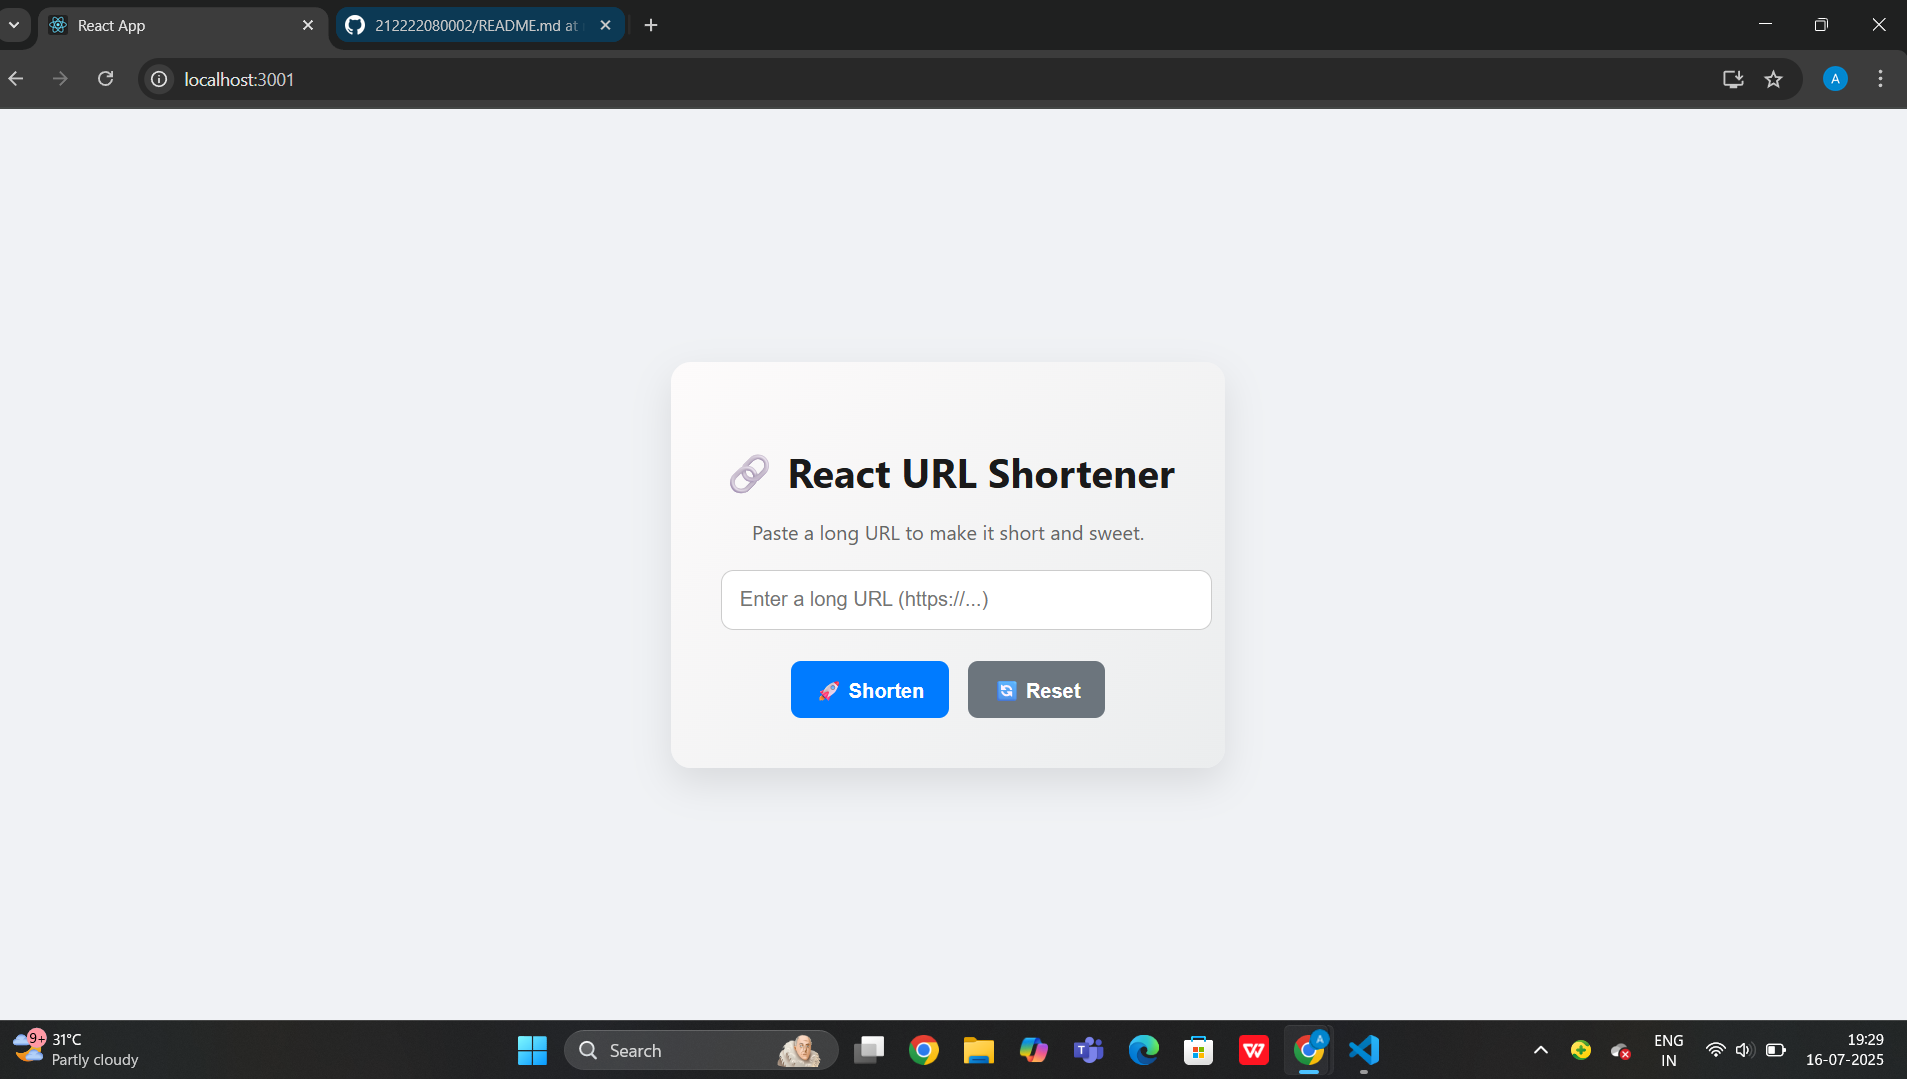 React App
212222080002/README.md at
localhost:3001
A
React URL Shortener
Paste a long URL to make it short and sweet.
Enter a long URL (https://...)
Shorten
Reset
9+
31°C
Partly cloudy
Search
A
ENG
IN
19:29
16-07-2025